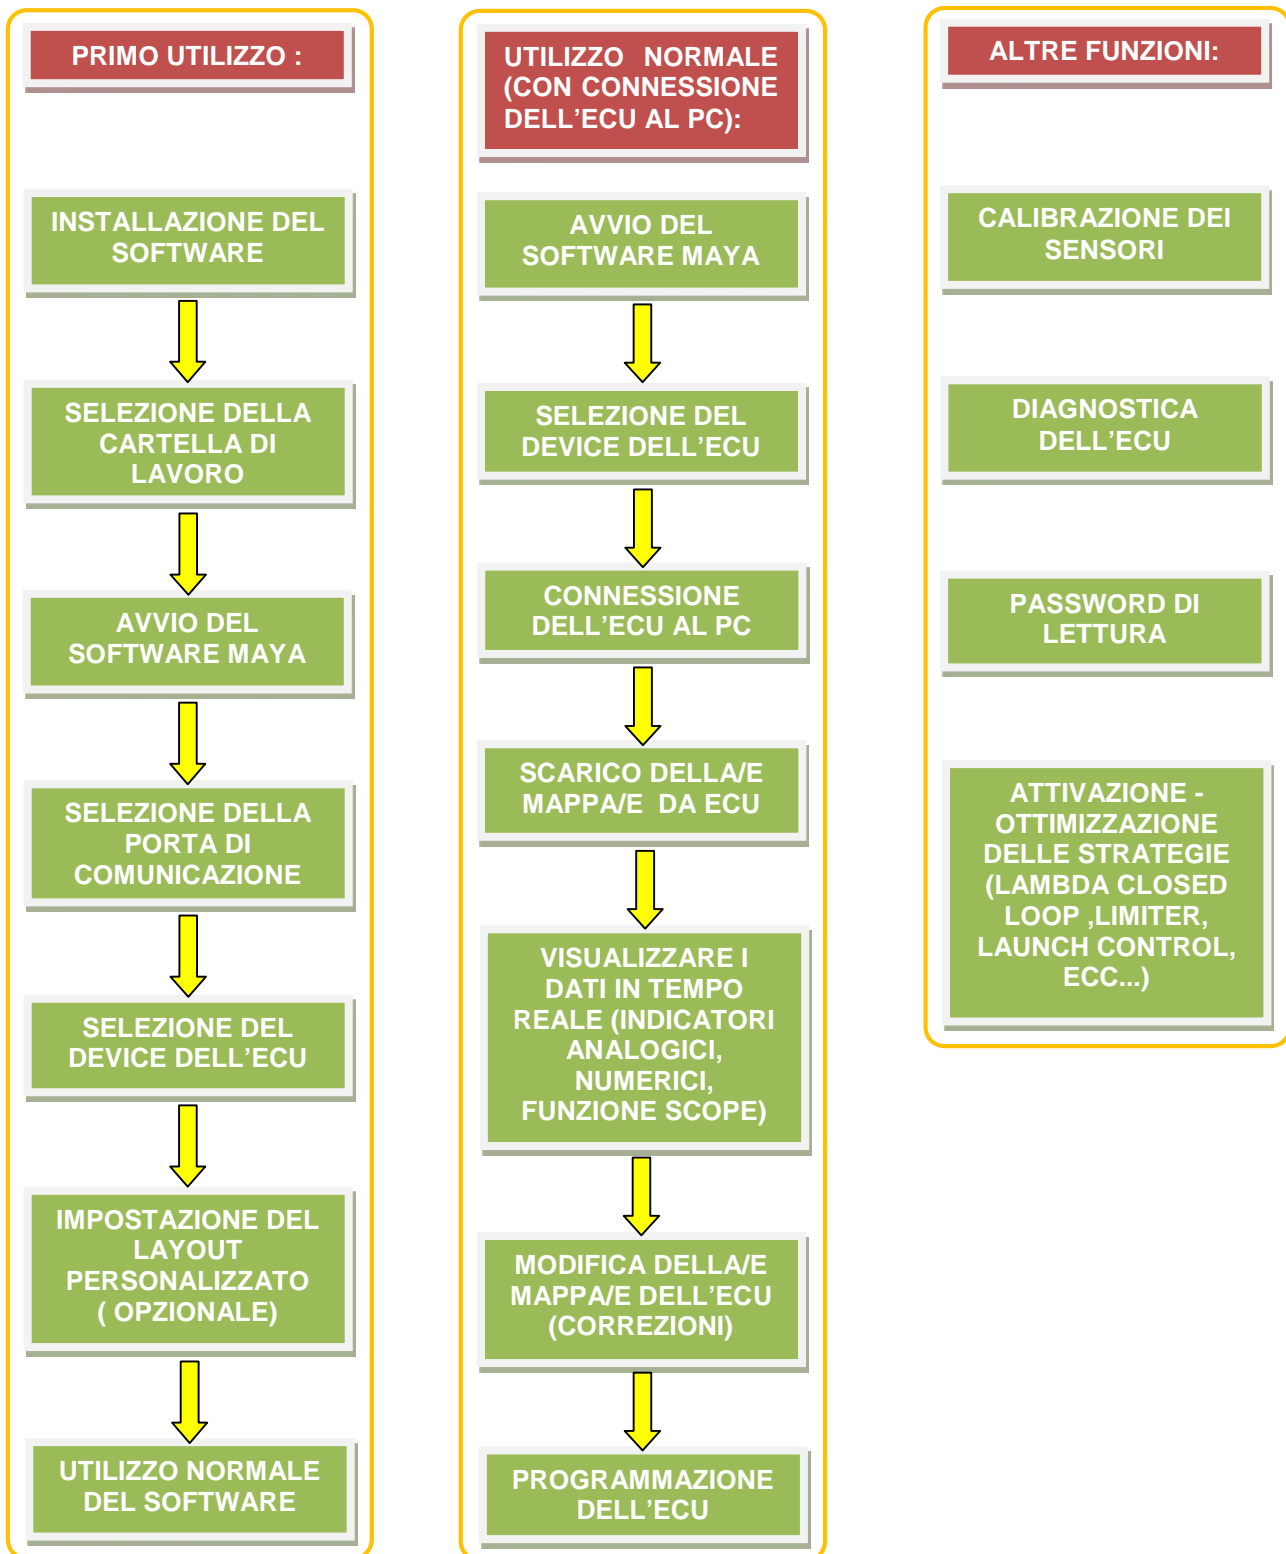 PRIMO UTILIZZO :
INSTALLAZIONE DEL
SOFTWARE
SELEZIONE DELLA
CARTELLA DI
LAVORO
AVVIO DEL
SOFTWARE MAYA
SELEZIONE DELLA
PORTA DI
COMUNICAZIONE
SELEZIONE DEL
DEVICE DELL’ECU
IMPOSTAZIONE DEL
LAYOUT
PERSONALIZZATO
( OPZIONALE)
UTILIZZO NORMALE
DEL SOFTWARE
UTILIZZO NORMALE
(CON CONNESSIONE
DELL’ECU AL PC):
AVVIO DEL
SOFTWARE MAYA
SELEZIONE DEL
DEVICE DELL’ECU
CONNESSIONE
DELL’ECU AL PC
SCARICO DELLA/E
MAPPA/E DA ECU
VISUALIZZARE I
DATI IN TEMPO
REALE (INDICATORI
ANALOGICI,
NUMERICI,
FUNZIONE SCOPE)
MODIFICA DELLA/E
MAPPA/E DELL’ECU
(CORREZIONI)
PROGRAMMAZIONE
DELL’ECU
ALTRE FUNZIONI:
CALIBRAZIONE DEI
SENSORI
DIAGNOSTICA
DELL’ECU
PASSWORD DI
LETTURA
ATTIVAZIONE -
OTTIMIZZAZIONE
DELLE STRATEGIE
(LAMBDA CLOSED
LOOP ,LIMITER,
LAUNCH CONTROL,
ECC...)